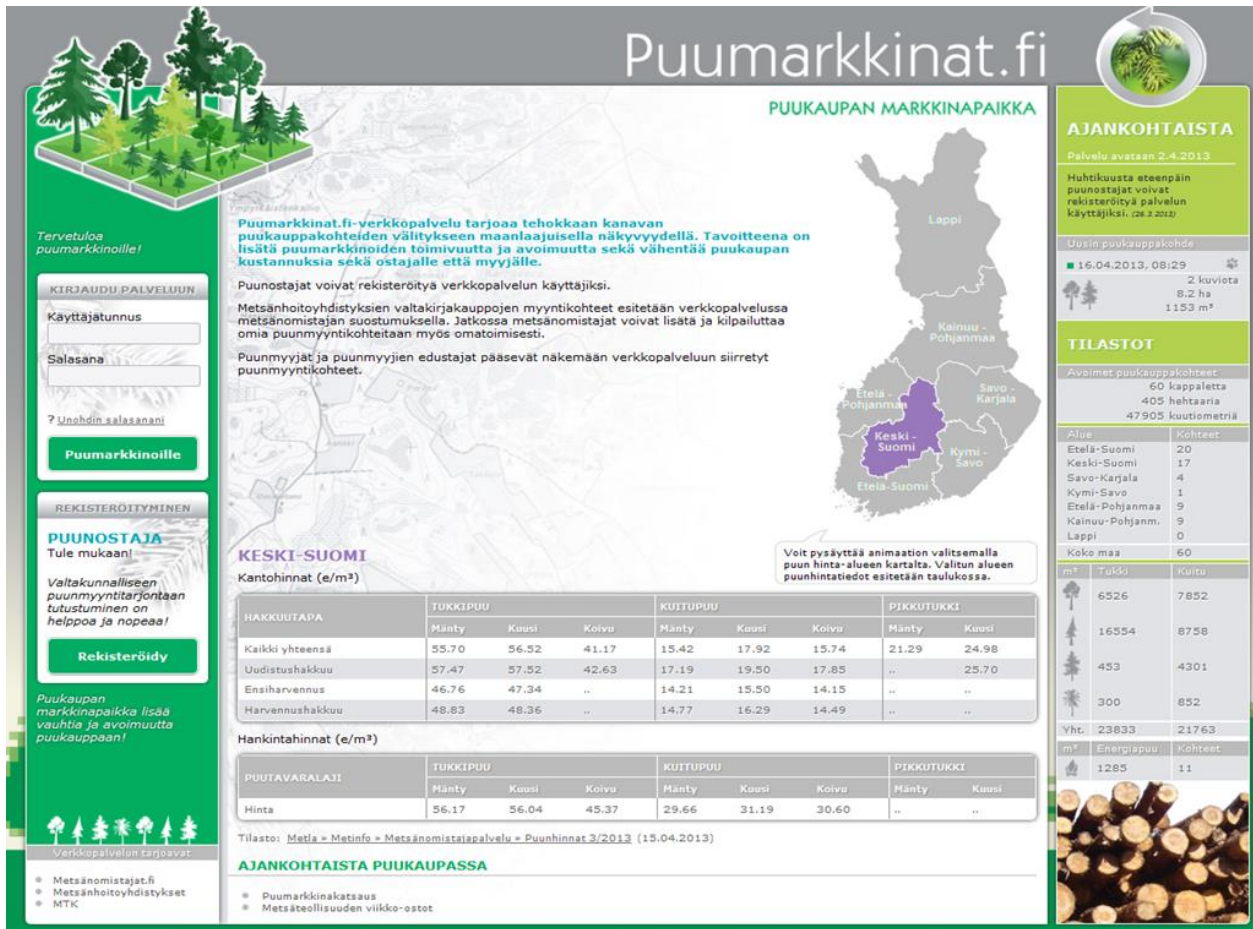 Puumarkkinat.fi
PUUKAUPAN MARKKINAPAIKKA
Tervetuloa
puumarkkinoille!
KIRJAUDU PALVELUUN
Käyttäjätunnus
Salasana
? Unohdin salasanani
Puumarkkinoille
REKISTERÖITYMINEN
PUUNOSTAJA
Tule mukaan!
Valtakunnalliseen
puunmyyntitarjontaan
tutustuminen on
helppoa ja nopeaa!
Rekisteröidy
Puukaupan
markkinapaikka lisää
vauhtia ja avoimuutta
puukauppaan!
Verkkopalvelun tarjoavat
Metsänomistajat.fi
Metsänhoitoyhdistykset
MTK
Puumarkkinat.fi-verkkopalvelu tarjoaa tehokkaan kanavan
puukauppakohteiden välitykseen maanlaajuisella näkyvyydellä. Tavoitteena on
lisätä puumarkkinoiden toimivuutta ja avoimuutta sekä vähentää puukaupan
kustannuksia sekä ostajalle että myyjälle.
Puunostajat voivat rekisteröityä verkkopalvelun käyttäjiksi.
Metsänhoitoyhdistyksien valtakirjakauppojen myyntikohteet esitetään verkkopalvelussa
metsänomistajan suostumuksella. Jatkossa metsänomistajat voivat lisätä ja kilpailuttaa
omia puunmyyntikohteitaan myös omatoimisesti.
Puunmyyjät ja puunmyyjien edustajat pääsevät näkemään verkkopalveluun siirretyt
puunmyyntikohteet.
Lappi
Kainuu -
Pohjanmaa
Etelä -
Pohjanmaa
Savo -
Karjala
Keski -
Suomi
Kymi -
Savo
Etelä-Suomi
Voit pysäyttää animaation valitsemalla
puun hinta-alueen kartalta. Valitun alueen
puunhintatiedot esitetään taulukossa.
KESKI-SUOMI
Kantohinnat (e/m³)
HAKKUUTAPA TUKKIPUU KUITUPUU PIKKUTUKKI
Mänty Kuusi Koivu Mänty Kuusi Koivu Mänty Kuusi
Kaikki yhteensä 55.70 56.52 41.17 15.42 17.92 15.74 21.29 24.98
Uudistushakkuu 57.47 57.52 42.63 17.19 19.50 17.85 .. 25.70
Ensiharvennus 46.76 47.34 .. 14.21 15.50 14.15 .. ..
Harvennushakkuu 48.83 48.36 .. 14.77 16.29 14.49 .. ..
Hankintahinnat (e/m³)
PUUTAVARALAJI TUKKIPUU KUITUPUU PIKKUTUKKI
Mänty Kuusi Koivu Mänty Kuusi Koivu Mänty Kuusi
Hinta 56.17 56.04 45.37 29.66 31.19 30.60 .. ..
Tilasto: Metla » Metinfo » Metsänomistajapalvelu » Puunhinnat 3/2013 (15.04.2013)
AJANKOHTAISTA PUUKAUPASSA
Puumarkkinakatsaus
Metsäteollisuuden viikko-ostot
AJANKOHTAISTA
Palvelu avataan 2.4.2013
Huhtikuusta eteenpäin
puunostajat voivat
rekisteröityä palvelun
käyttäjiksi. (26.3.2013)
Uusin puukauppakohde
16.04.2013, 08:29
2 kuviota
8.2 ha
1153 m³
TILASTOT
Avoimet puukauppakohteet
60 kappaletta
405 hehtaaria
47905 kuutiometriä
Alue Kohteet
Etelä-Suomi 20
Keski-Suomi 17
Savo-Karjala 4
Kymi-Savo 1
Etelä-Pohjanmaa 9
Kainuu-Pohjanm. 9
Lappi 0
Koko maa 60
m³ Tukki Kuitu
6526 7852
16554 8758
453 4301
300 852
Yht. 23833 21763
m³ Energiapuu Kohteet
1285 11